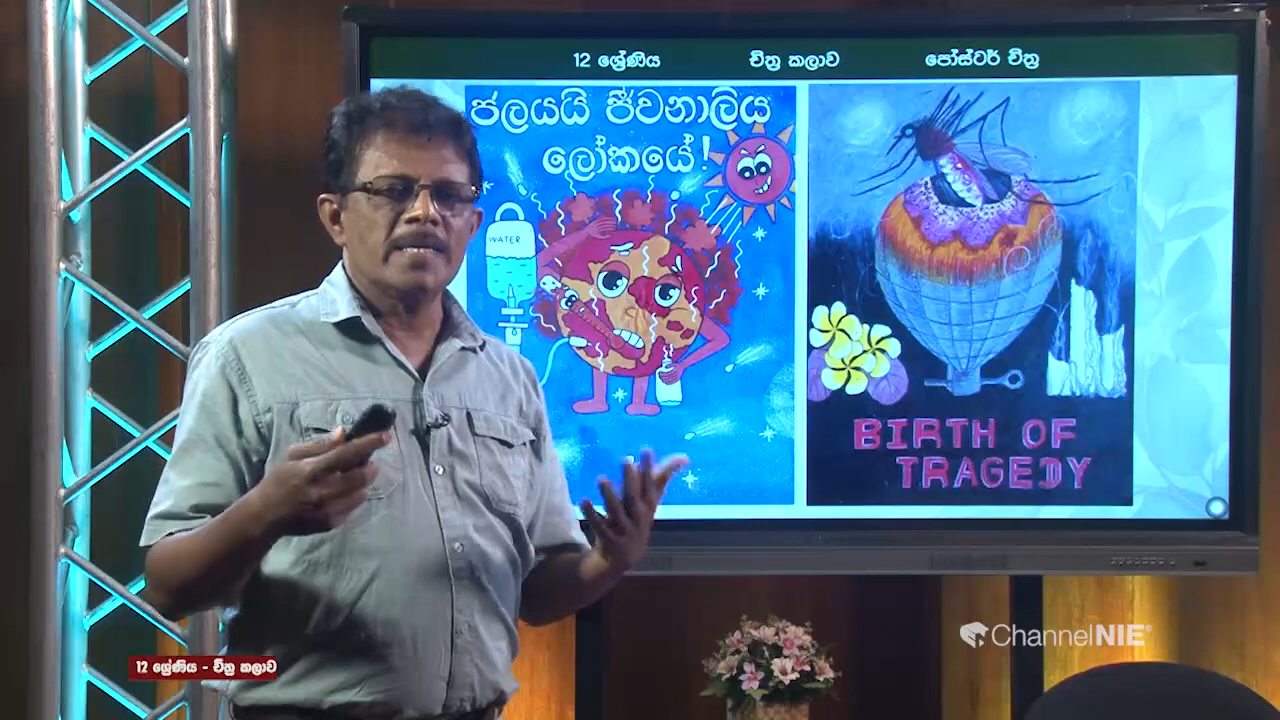 12 ශ්‍රේණිය චිත්‍ර කලාව පෝස්ටර් චිත්‍ර
ජලයයි ජීවනාලිය
ලෝකයේ!
WATER
BIRTH OF
TRAGEDY
ChannelNIE
12 ශ්‍රේණිය - චිත්‍ර කලාව